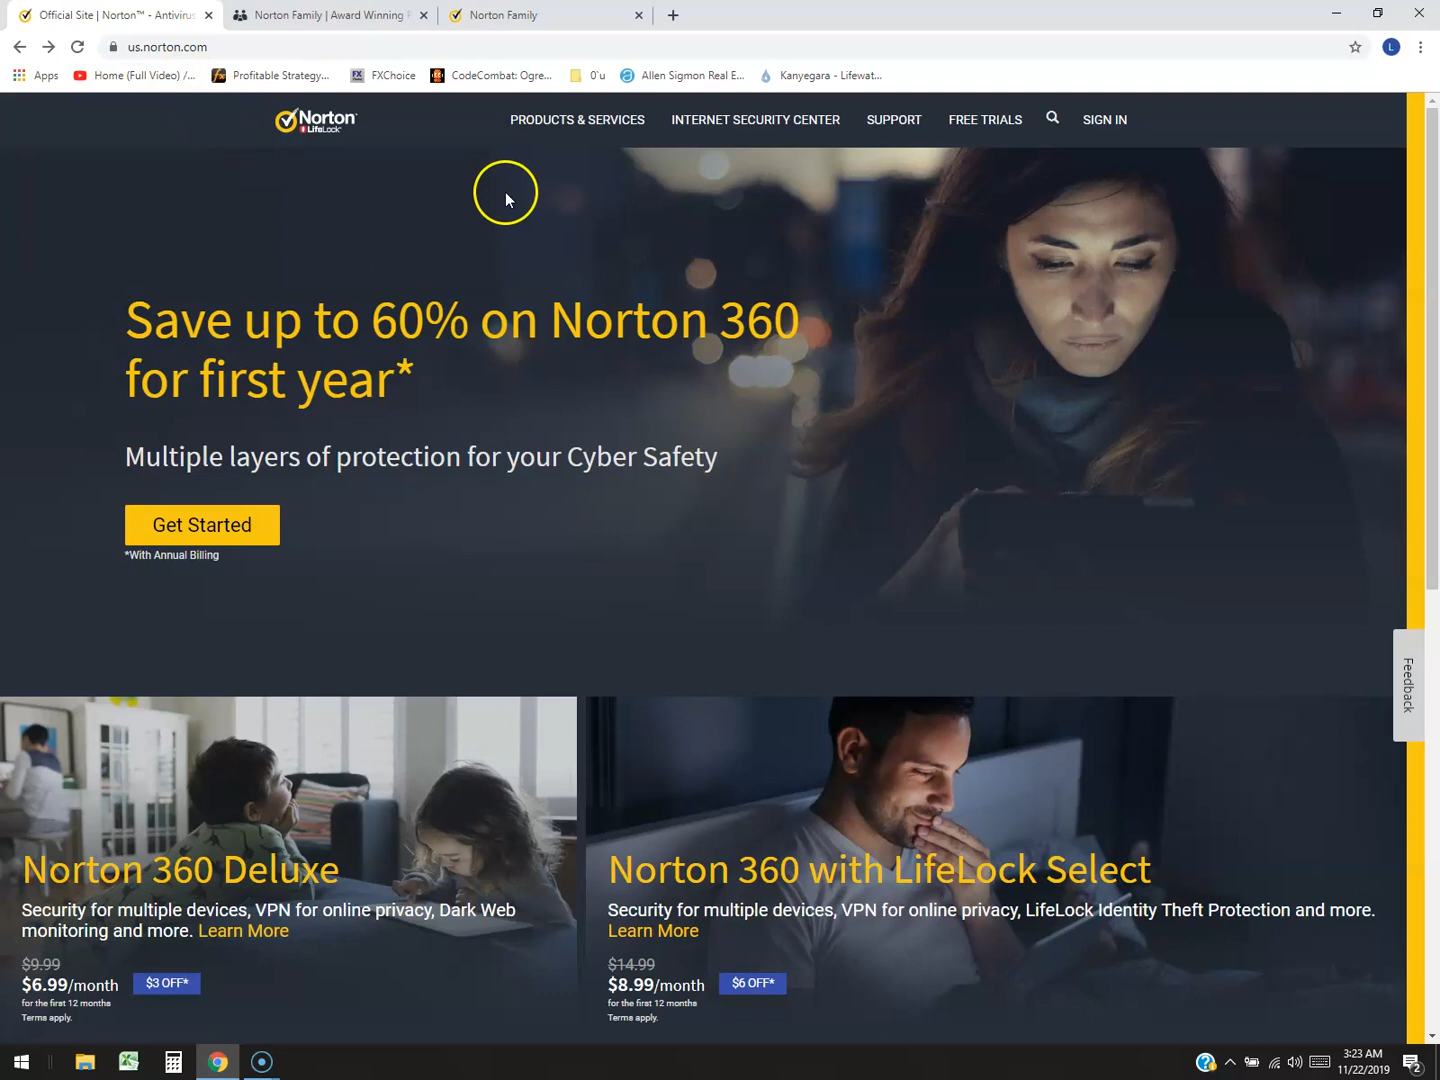 Official Site | Norton™ - Antivirus
Norton Family | Award Winning P
Norton Family
us.norton.com
L
Apps
Home (Full Video) /...
Profitable Strategy...
FXChoice
CodeCombat: Ogre...
0`u
Allen Sigmon Real E...
Kanyegara - Lifewat...
Norton
LifeLock
PRODUCTS & SERVICES
INTERNET SECURITY CENTER
SUPPORT
FREE TRIALS
SIGN IN
Save up to 60% on Norton 360
for first year*
Multiple layers of protection for your Cyber Safety
Get Started
*With Annual Billing
Feedback
Norton 360 Deluxe
Security for multiple devices, VPN for online privacy, Dark Web
monitoring and more. Learn More
$9.99
$6.99/month
$3 OFF*
for the first 12 months
Terms apply.
Norton 360 with LifeLock Select
Security for multiple devices, VPN for online privacy, LifeLock Identity Theft Protection and more.
Learn More
$14.99
$8.99/month
$6 OFF*
for the first 12 months
Terms apply.
3:23 AM
11/22/2019
2